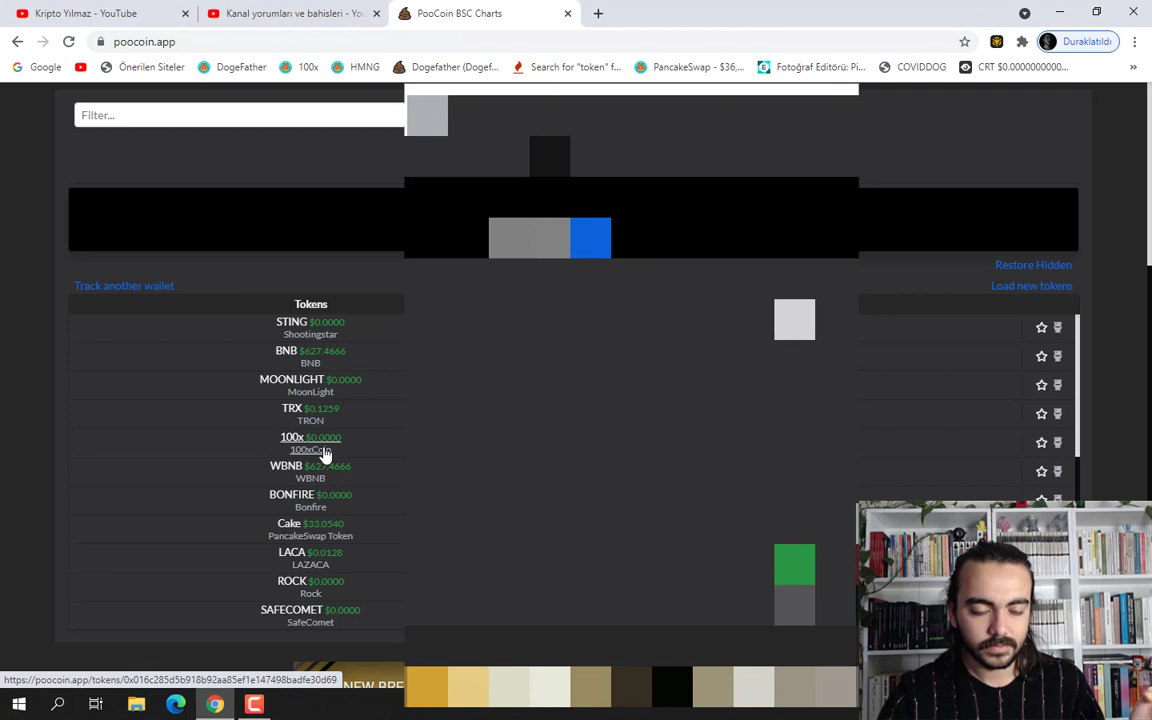 Kripto Yılmaz - YouTube
Kanal yorumları ve bahisleri - You
PooCoin BSC Charts
poocoin.app
Duraklatıldı
Google
Önerilen Siteler
DogeFather
100x
HMNG
Dogefather (Dogef...
Search for "token" f...
PancakeSwap - $36,...
Fotoğraf Editörü: Pi...
COVIDDOG
CRT $0.0000000000...
Filter...
Restore Hidden
Track another wallet
Load new tokens
Tokens
STING $0.0000
Shootingstar
BNB $627.4666
BNB
MOONLIGHT $0.0000
MoonLight
TRX $0.1259
TRON
100x $0.0000
100xCoin
WBNB $627.4666
WBNB
BONFIRE $0.0000
Bonfire
Cake $33.0540
PancakeSwap Token
LACA $0.0128
LAZACA
ROCK $0.0000
Rock
SAFECOMET $0.0000
SafeComet
https://poocoin.app/tokens/0x016c285d5b918b92aa85ef1e147498badfe30d69
NEW